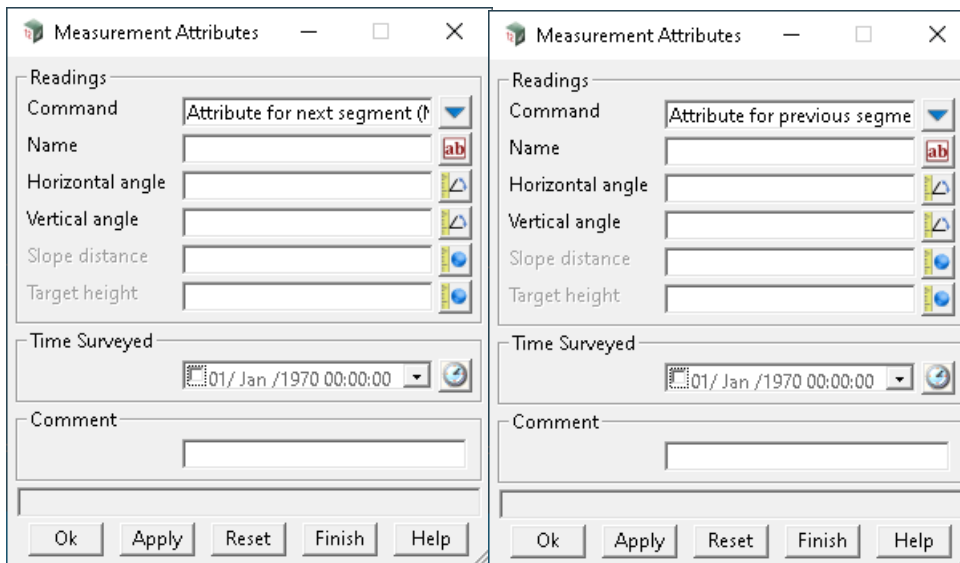 Measurement Attributes
Readings
Command Attribute for next segment (
Name ab
Horizontal angle
Vertical angle
Slope distance
Target height
Time Surveyed
01/ Jan /1970 00:00:00
Comment
Ok Apply Reset Finish Help
Measurement Attributes
Readings
Command Attribute for previous segme
Name ab
Horizontal angle
Vertical angle
Slope distance
Target height
Time Surveyed
01/ Jan /1970 00:00:00
Comment
Ok Apply Reset Finish Help